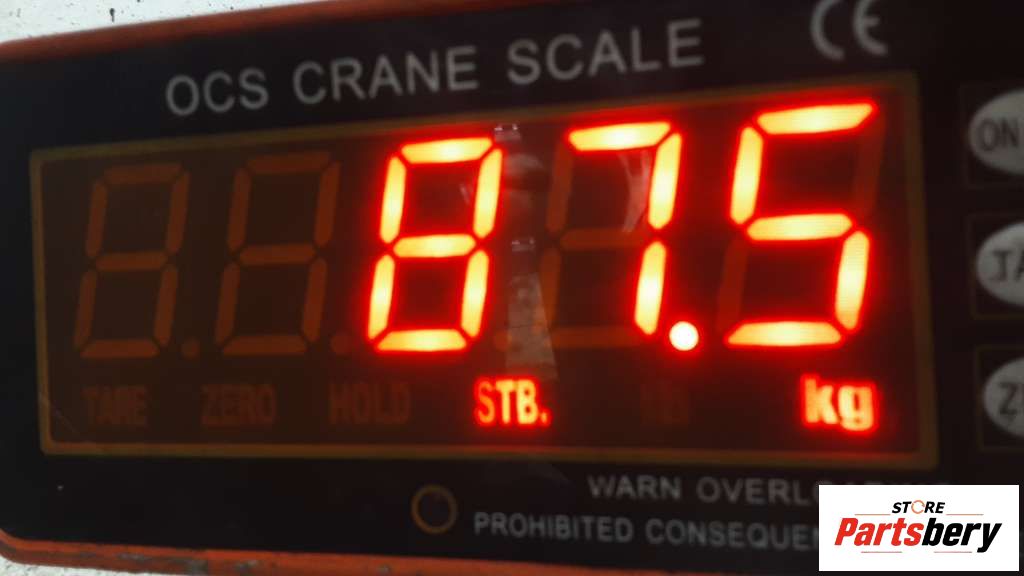 OCS CRANE SCALE CE
ON
87.5
TARE ZERO HOLD STB. lb kg
WARN OVERL
PROHIBITED CONSEQUEN
STORE
Partsbery